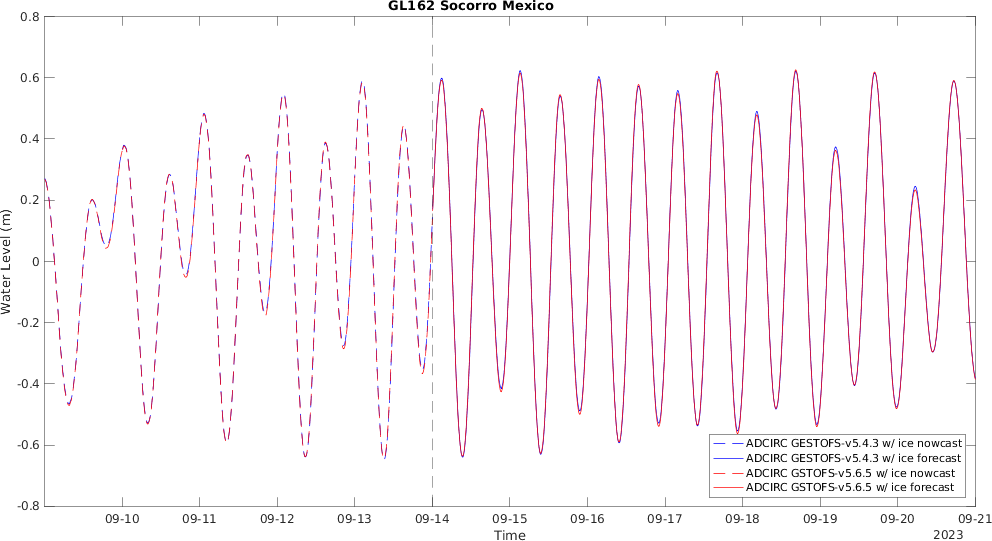 GL162 Socorro Mexico
Water Level (m)
0.8
0.6
0.4
0.2
0
-0.2
-0.4
-0.6
-0.8
ADCIRC GESTOFS-v5.4.3 w/ ice nowcast
ADCIRC GESTOFS-v5.4.3 w/ ice forecast
ADCIRC GSTOFS-v5.6.5 w/ ice nowcast
ADCIRC GSTOFS-v5.6.5 w/ ice forecast
09-10 09-11 09-12 09-13 09-14 09-15 09-16 09-17 09-18 09-19 09-20 09-21
Time
2023